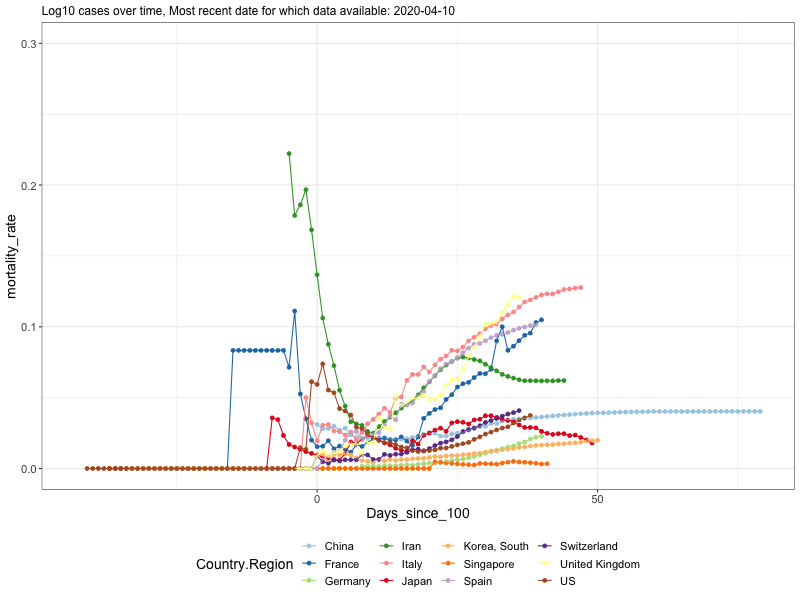 Log10 cases over time, Most recent date for which data available: 2020-04-10
0.3
0.2
0.1
0.0
mortality_rate
0 50
Days_since_100
Country.Region
China Iran Korea, South Switzerland
France Italy Singapore United Kingdom
Germany Japan Spain US